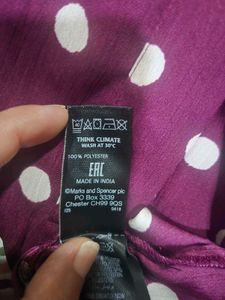 THINK CLIMATE
WASH AT 30°C
100% POLYESTER
EAC
MADE IN INDIA
©Marks and Spencer plc
PO Box 3339
Chester CH99 9QS